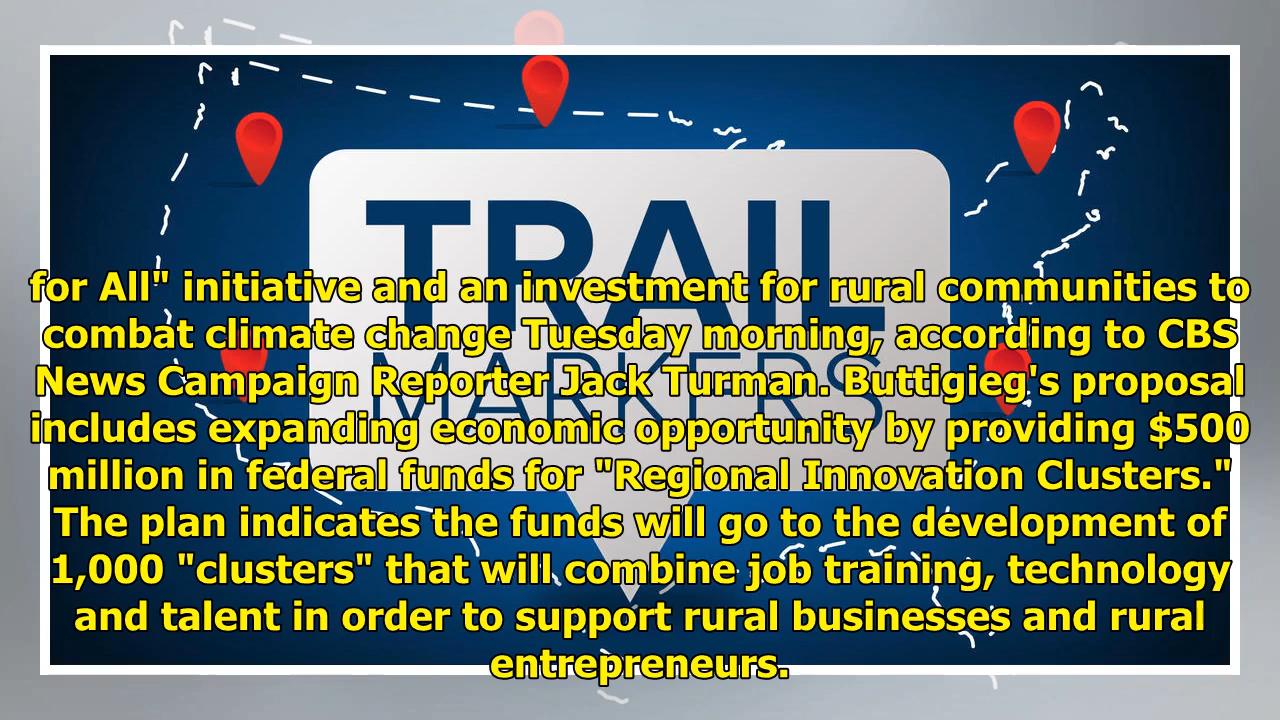 TRAIL
MARKERS
for All" initiative and an investment for rural communities to
combat climate change Tuesday morning, according to CBS
News Campaign Reporter Jack Turman. Buttigieg's proposal
includes expanding economic opportunity by providing $500
million in federal funds for "Regional Innovation Clusters."
The plan indicates the funds will go to the development of
1,000 "clusters" that will combine job training, technology
and talent in order to support rural businesses and rural
entrepreneurs.